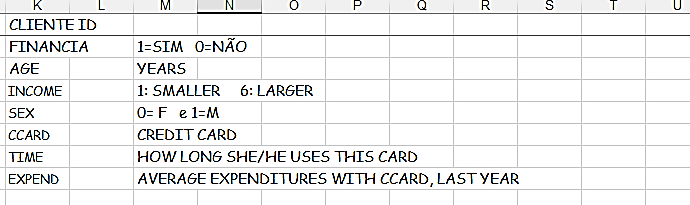 K L M N O P Q R S T U
CLIENTE ID
FINANCIA 1=SIM 0=NÃO
AGE YEARS
INCOME 1: SMALLER 6: LARGER
SEX 0= F e 1=M
CCARD CREDIT CARD
TIME HOW LONG SHE/HE USES THIS CARD
EXPEND AVERAGE EXPENDITURES WITH CCARD, LAST YEAR